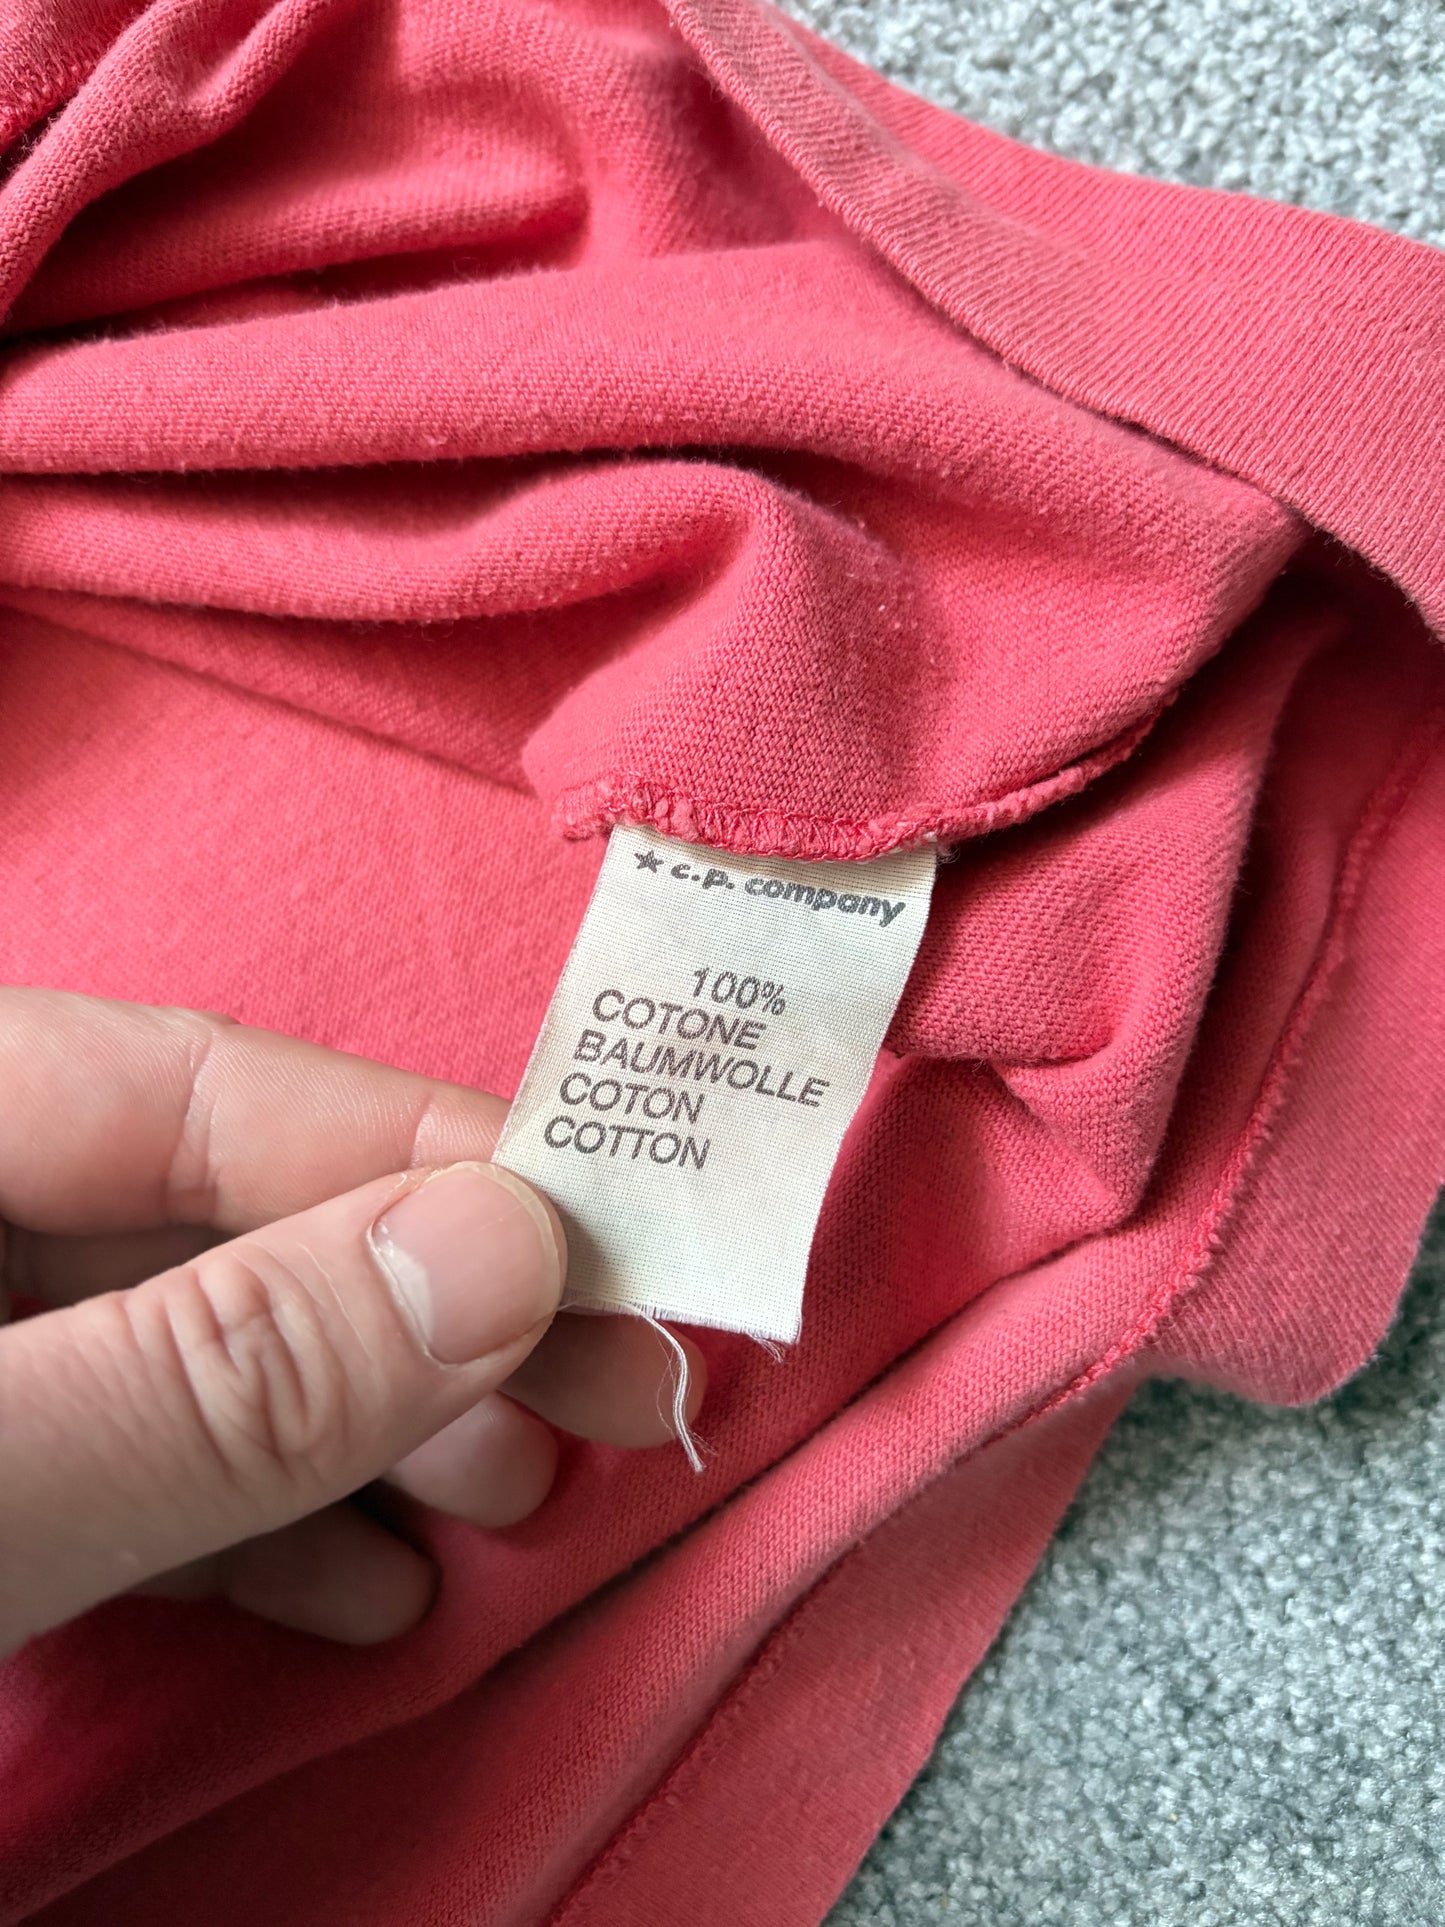 ★ c.p. company
100%
COTONE
BAUMWOLLE
COTON
COTTON